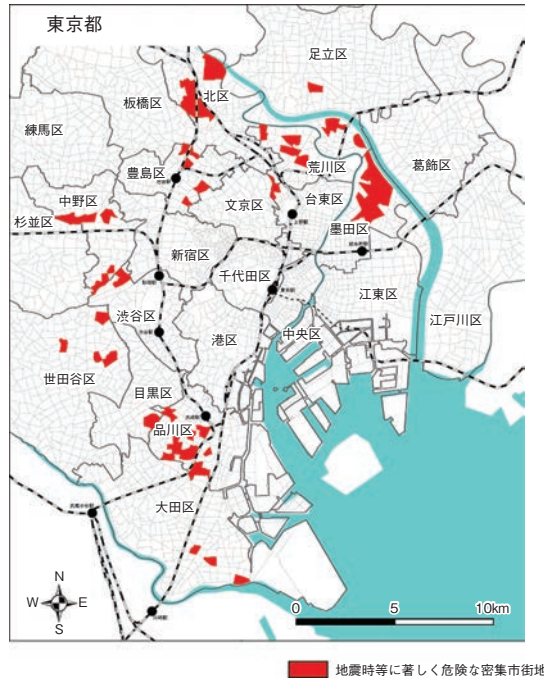 東京都
足立区
板橋区
北区
練馬区
葛飾区
荒川区
豊島区
中野区
文京区
台東区
杉並区
墨田区
新宿区
千代田区
江東区
江戸川区
渋谷区
港区
中央区
世田谷区
目黒区
品川区
大田区
N
W
E
S
0
5
10km
地震時等に著しく危険な密集市街地